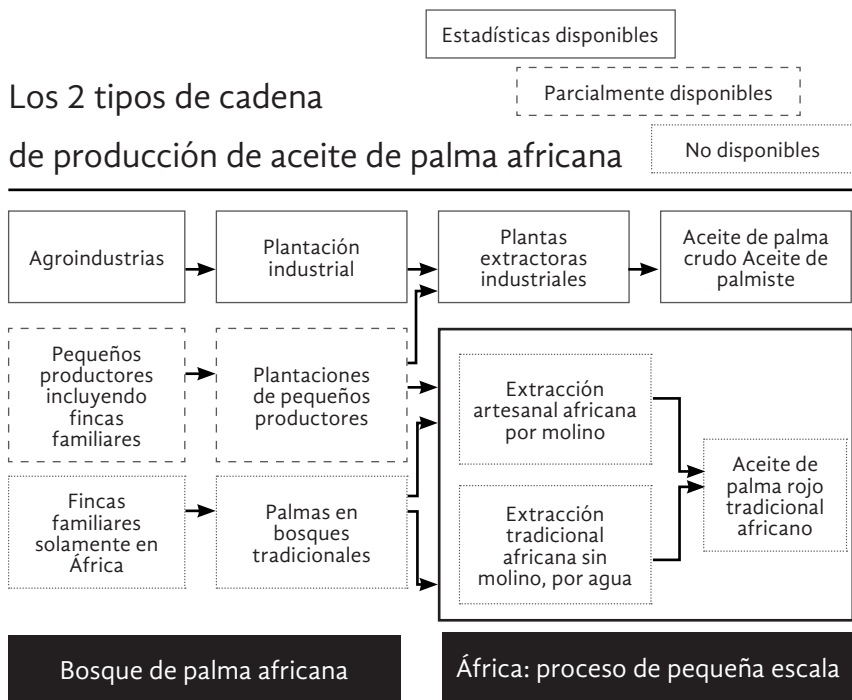 Estadísticas disponibles
Los 2 tipos de cadena
Parcialmente disponibles
de producción de aceite de palma africana
No disponibles
Agroindustrias
Plantación
industrial
Plantas
extractoras
industriales
Aceite de palma
crudo Aceite de
palmiste
Pequeños
productores
incluyendo
fincas
familiares
Plantaciones
de pequeños
productores
Extracción
artesanal africana
por molino
Aceite de
palma rojo
tradicional
africano
Fincas
familiares
solamente en
África
Palmas en
bosques
tradicionales
Extracción
tradicional
africana sin
molino, por agua
Bosque de palma africana
África: proceso de pequeña escala